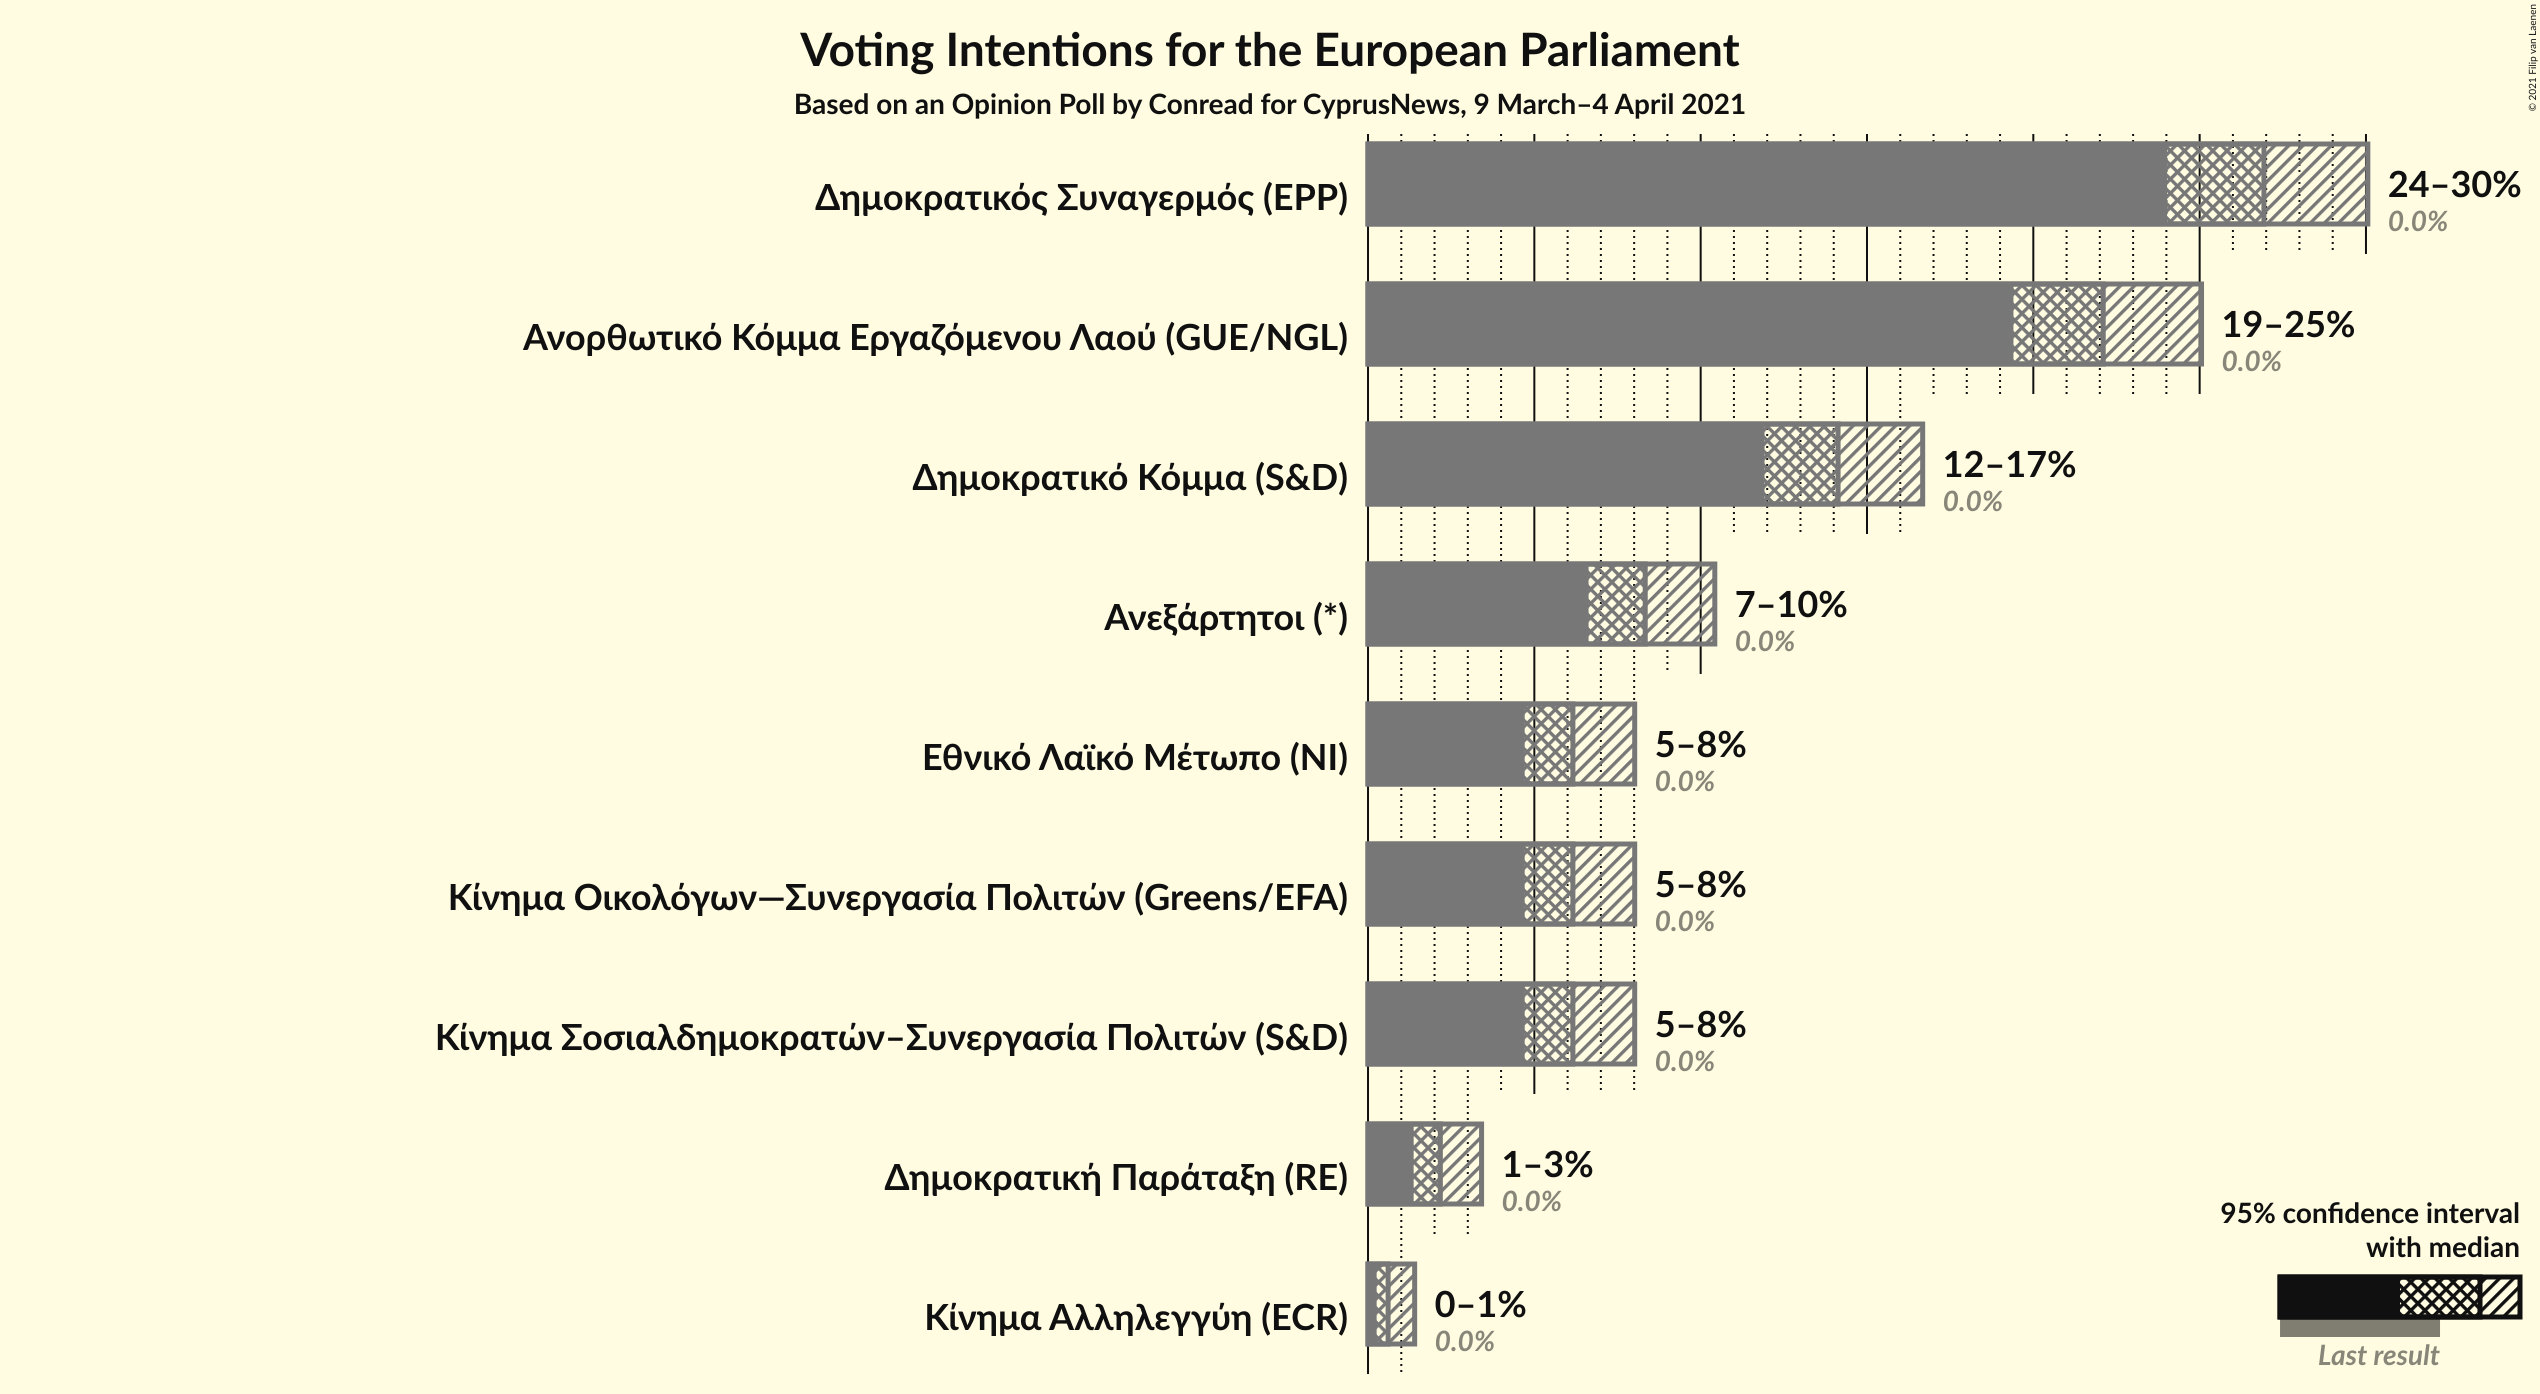 Voting Intentions for the European Parliament
Based on an Opinion Poll by Conread for CyprusNews, 9 March–4 April 2021
© 2021 Filip van Laenen
Δημοκρατικός Συναγερμός (EPP)
24–30%
0.0%
Ανορθωτικό Κόμμα Εργαζόμενου Λαού (GUE/NGL)
19–25%
0.0%
Δημοκρατικό Κόμμα (S&D)
12–17%
0.0%
Ανεξάρτητοι (*)
7–10%
0.0%
Εθνικό Λαϊκό Μέτωπο (NI)
5–8%
0.0%
Κίνημα Οικολόγων—Συνεργασία Πολιτών (Greens/EFA)
5–8%
0.0%
Κίνημα Σοσιαλδημοκρατών–Συνεργασία Πολιτών (S&D)
5–8%
0.0%
Δημοκρατική Παράταξη (RE)
1–3%
0.0%
Κίνημα Αλληλεγγύη (ECR)
0–1%
0.0%
95% confidence interval
with median
Last result